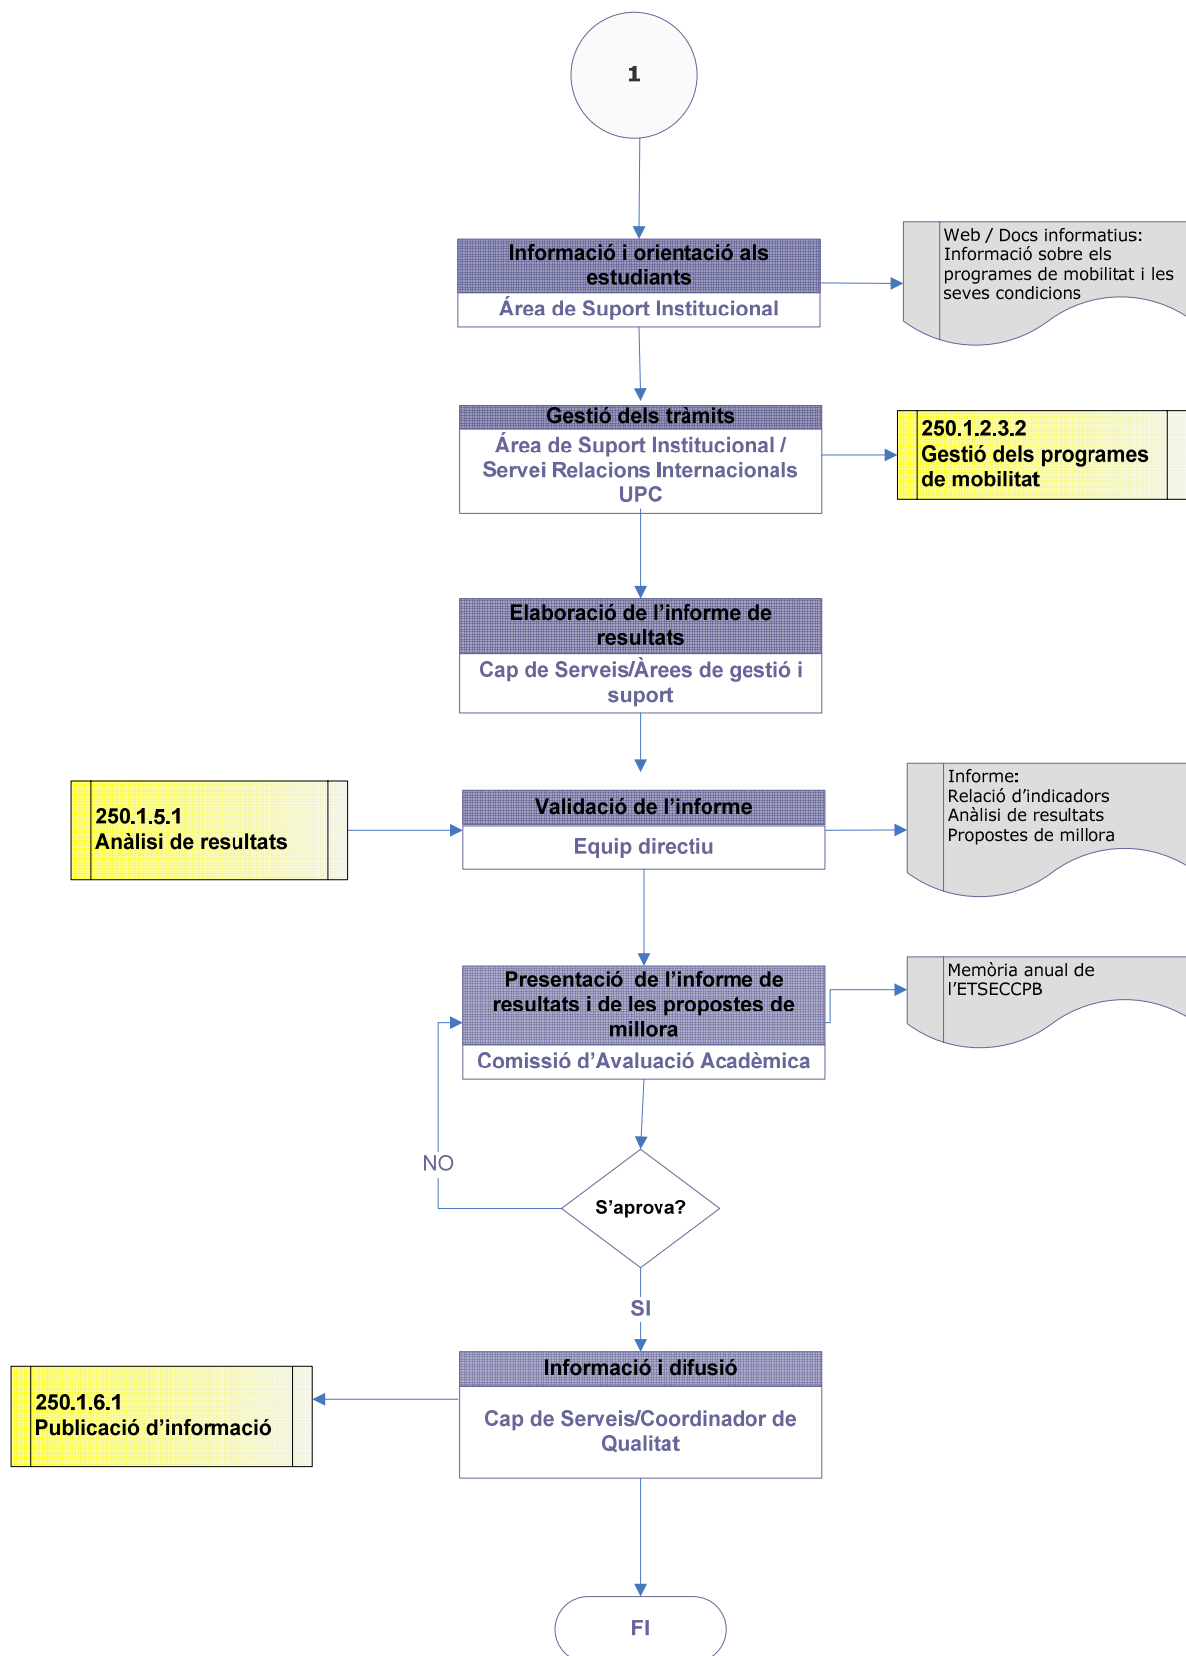 1
Informació i orientació als
estudiants
Área de Suport Institucional
Web / Docs informatius:
Informació sobre els
programes de mobilitat i les
seves condicions
Gestió dels tràmits
Área de Suport Institucional /
Servei Relacions Internacionals
UPC
250.1.2.3.2
Gestió dels programes
de mobilitat
Elaboració de l’informe de
resultats
Cap de Serveis/Àrees de gestió i
suport
250.1.5.1
Anàlisi de resultats
Validació de l’informe
Equip directiu
Informe:
Relació d’indicadors
Anàlisi de resultats
Propostes de millora
Presentació de l’informe de
resultats i de les propostes de
millora
Comissió d’Avaluació Acadèmica
Memòria anual de
l’ETSECCPB
NO
S’aprova?
SI
Informació i difusió
Cap de Serveis/Coordinador de
Qualitat
250.1.6.1
Publicació d’informació
FI